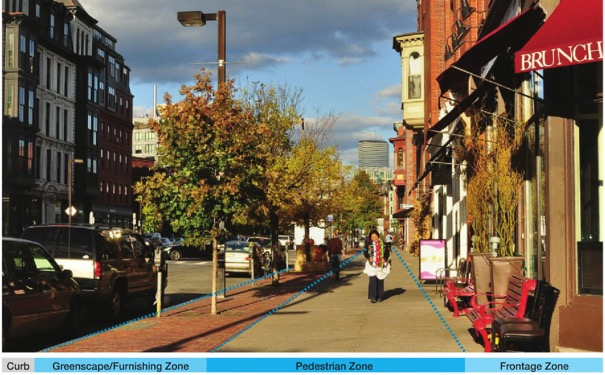 BRUNCH
Curb
Greenscape/Furnishing Zone
Pedestrian Zone
Frontage Zone